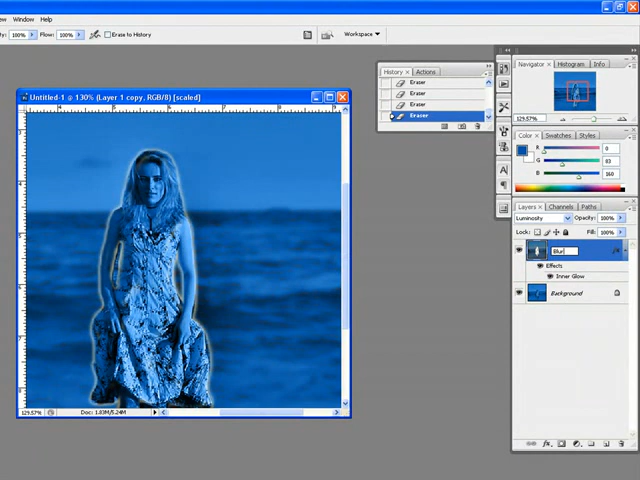 ew Window Help
ty: 100% Flow: 100% Erase to History Workspace
Untitled-1 @ 130% (Layer 1 copy, RGB/8) [scaled]
History Actions
Eraser
Eraser
Eraser
Eraser
Navigator Histogram Info
129.57%
Color Swatches Styles
R 0
G 83
B 160
Layers Channels Paths
Luminosity Opacity: 100%
Lock: Fill: 100%
Blur
Effects
Inner Glow
Background
129.57% Doc: 1.83M/5.24M